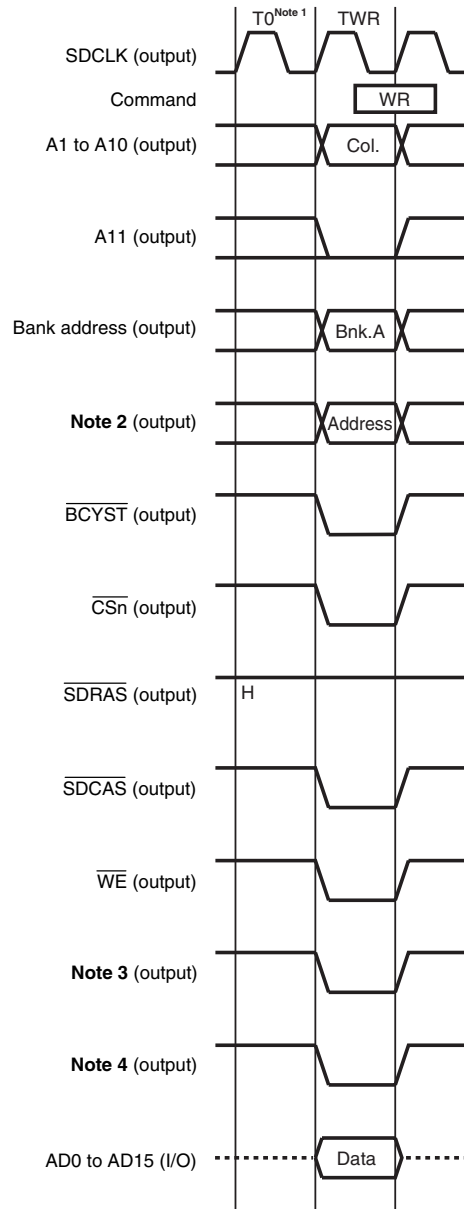 T0Note 1 TWR
SDCLK (output)
Command WR
A1 to A10 (output) Col.
A11 (output)
Bank address (output) Bnk.A
Note 2 (output) Address
BCYST (output)
CSn (output)
SDRAS (output) H
SDCAS (output)
WE (output)
Note 3 (output)
Note 4 (output)
AD0 to AD15 (I/O) Data